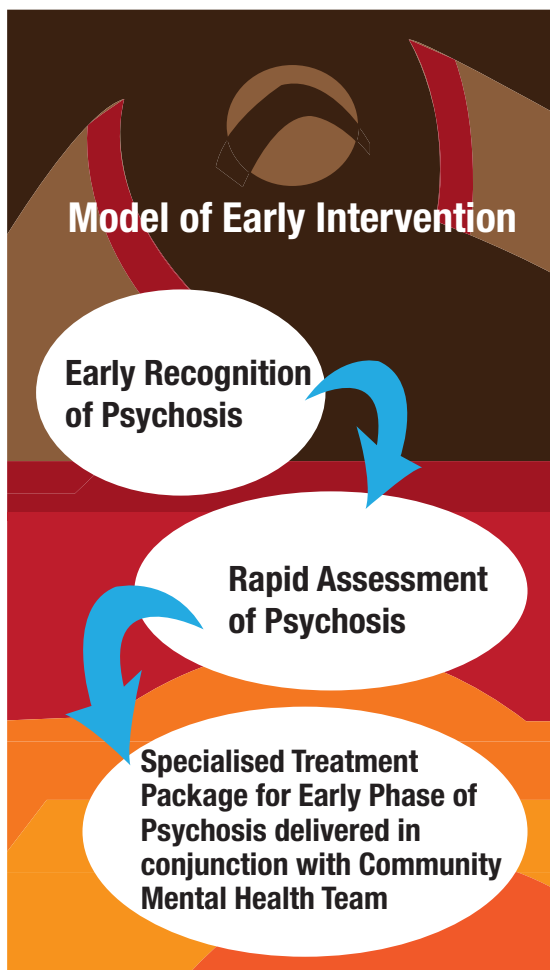 Model of Early Intervention
Early Recognition
of Psychosis
Rapid Assessment
of Psychosis
Specialised Treatment
Package for Early Phase of
Psychosis delivered in
conjunction with Community
Mental Health Team